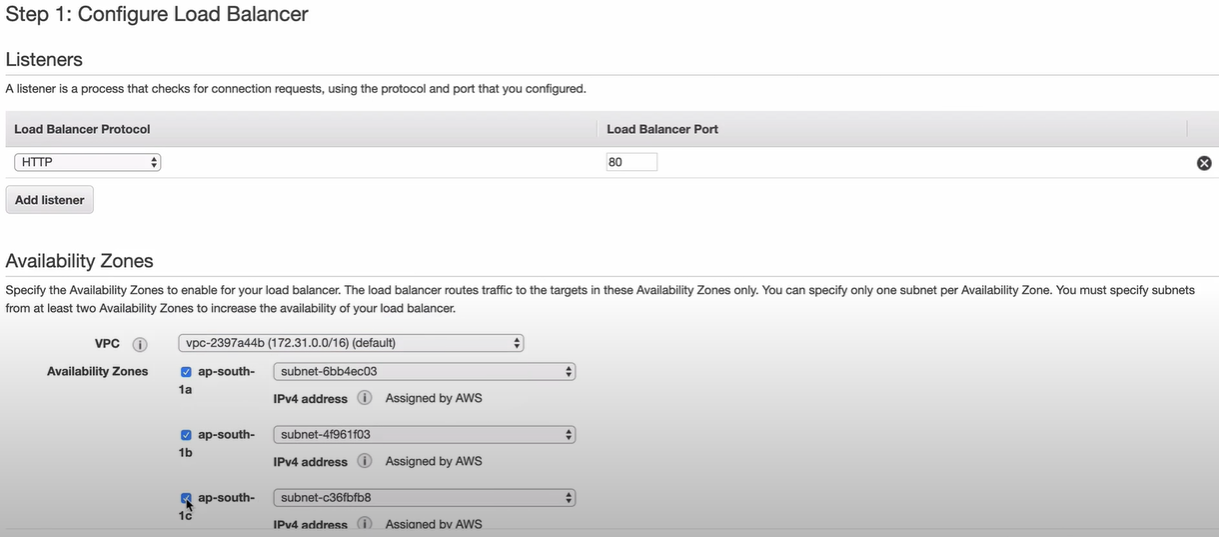 Step 1: Configure Load Balancer
Listeners
A listener is a process that checks for connection requests, using the protocol and port that you configured.
Load Balancer Protocol Load Balancer Port
HTTP 80
Add listener
Availability Zones
Specify the Availability Zones to enable for your load balancer. The load balancer routes traffic to the targets in these Availability Zones only. You can specify only one subnet per Availability Zone. You must specify subnets
from at least two Availability Zones to increase the availability of your load balancer.
VPC i vpc-2397a44b (172.31.0.0/16) (default)
Availability Zones ap-south- subnet-6bb4ec03
1a
IPv4 address i Assigned by AWS
ap-south- subnet-4f961f03
1b
IPv4 address i Assigned by AWS
ap-south- subnet-c36fbfb8
1c
IPv4 address i Assigned by AWS